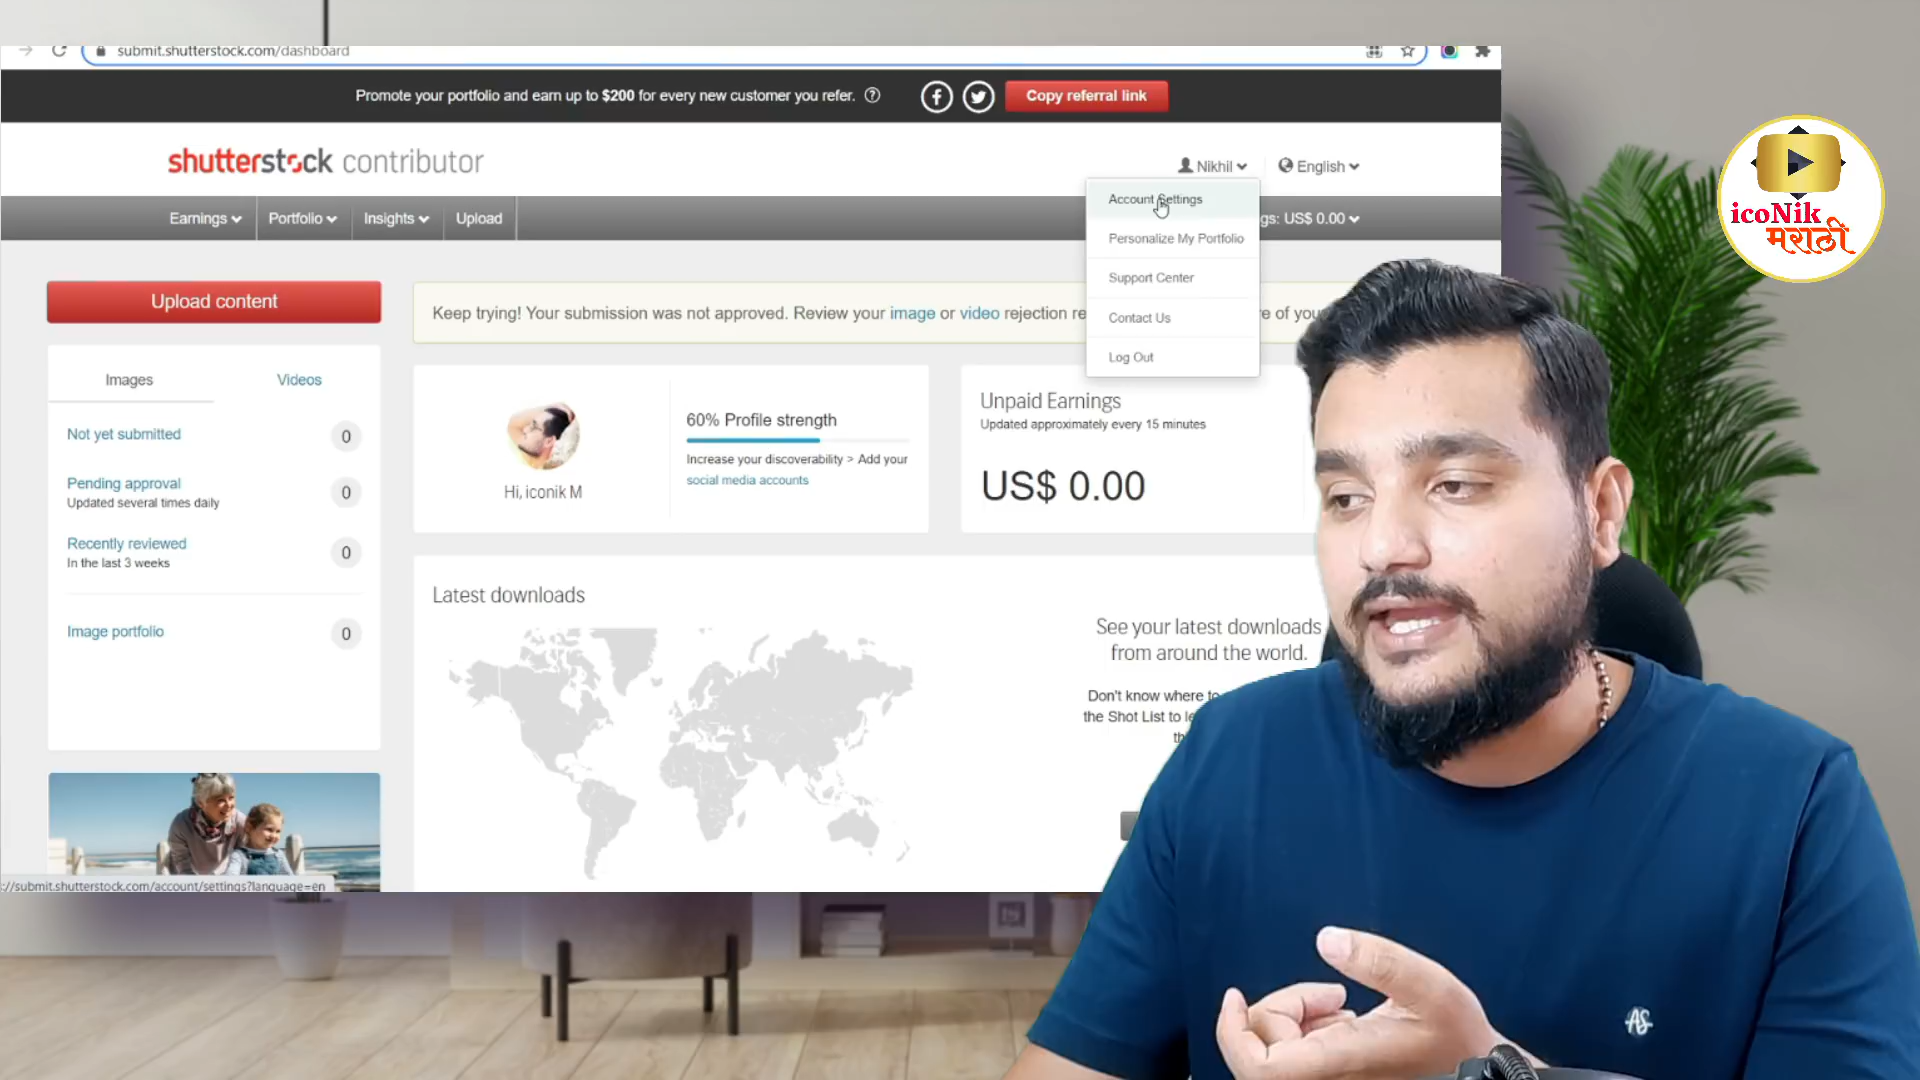 submit.shutterstock.com/dashboard
Promote your portfolio and earn up to $200 for every new customer you refer.
Copy referral link
shutterstock contributor
Nikhil
English
Earnings
Portfolio
Insights
Upload
gs: US$ 0.00
Account Settings
Personalize My Portfolio
Support Center
Contact Us
Log Out
icoNik
मराठी
Upload content
Keep trying! Your submission was not approved. Review your image or video rejection re
e of you
Images
Videos
Not yet submitted
0
Pending approval
0
Updated several times daily
Recently reviewed
0
In the last 3 weeks
Image portfolio
0
60% Profile strength
Increase your discoverability > Add your
social media accounts
Hi, iconik M
Unpaid Earnings
Updated approximately every 15 minutes
US$ 0.00
Latest downloads
See your latest downloads
from around the world.
Don't know where to
the Shot List to le
th
://submit.shutterstock.com/account/settings?language=en
AS